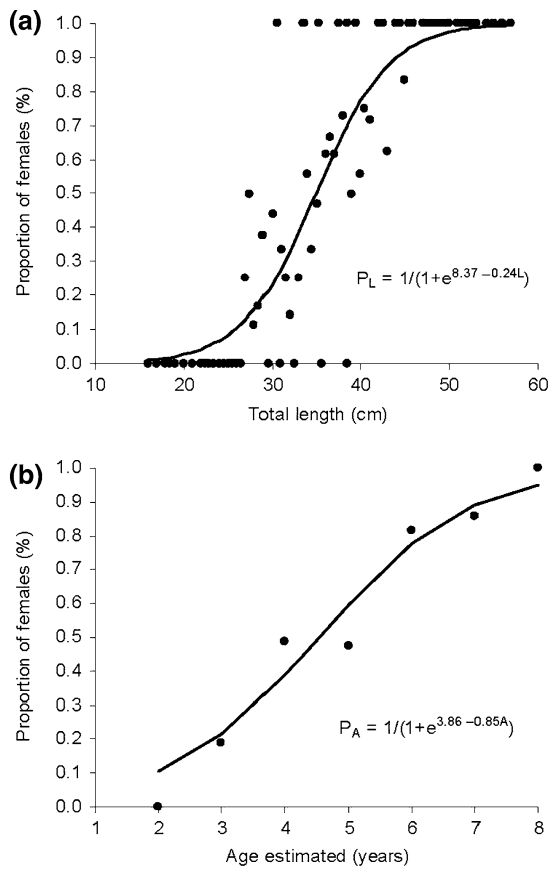 (a)
Proportion of females (%)
1.0
0.9
0.8
0.7
0.6
0.5
0.4
0.3
0.2
0.1
0.0
P_L = 1/(1+e^{8.37 –0.24L})
10 20 30 40 50 60
Total length (cm)
(b)
Proportion of females (%)
1.0
0.9
0.8
0.7
0.6
0.5
0.4
0.3
0.2
0.1
0.0
P_A = 1/(1+e^{3.86 –0.85A})
1 2 3 4 5 6 7 8
Age estimated (years)